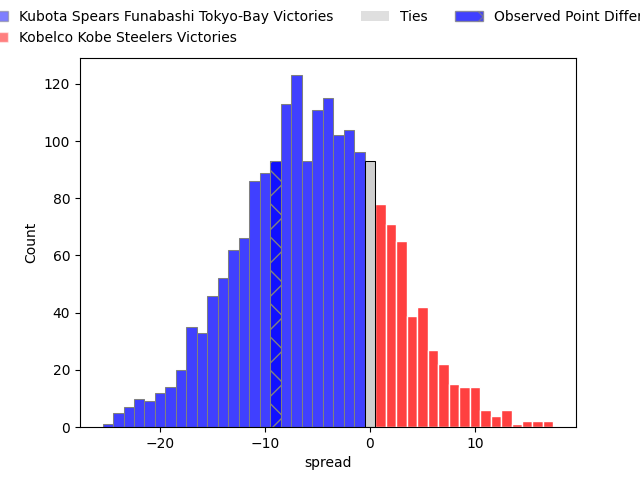 Kubota Spears Funabashi Tokyo-Bay Victories
Ties
Observed Point
Kobelco Kobe Steelers Victories
120
100
80
60
40
20
0
Count
−20
−10
0
10
spread